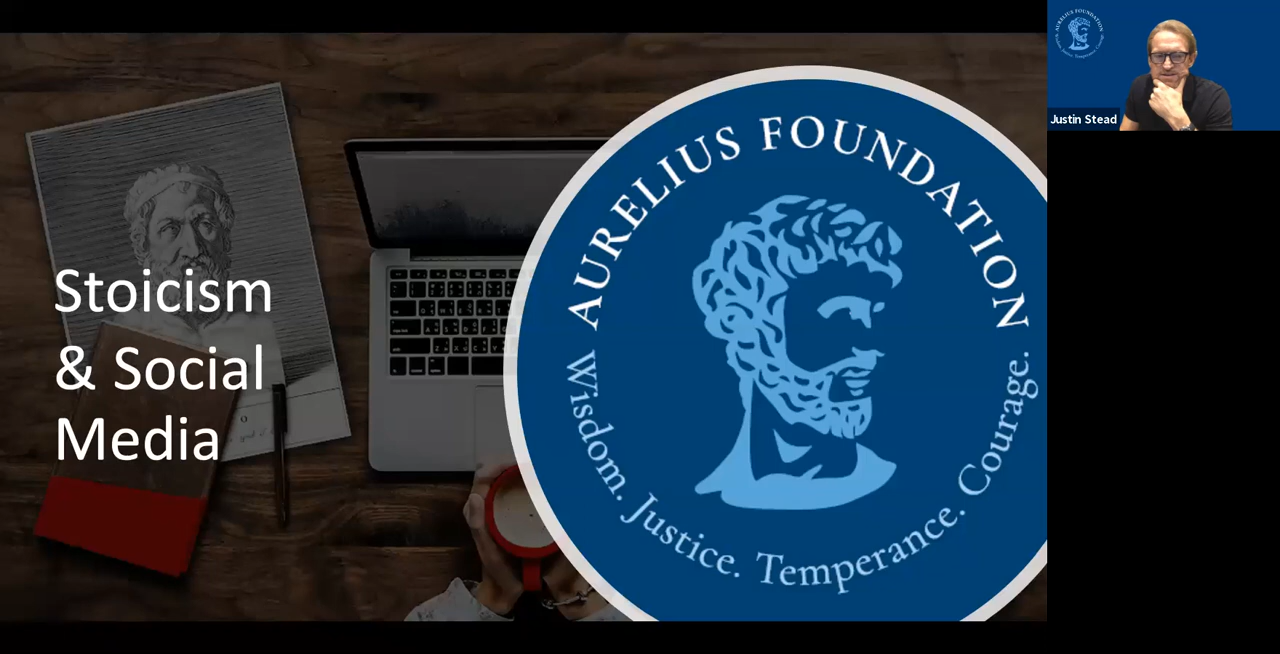 Stoicism
& Social
Media
AURELIUS FOUNDATION
Wisdom. Justice. Temperance. Courage.
Justin Stead